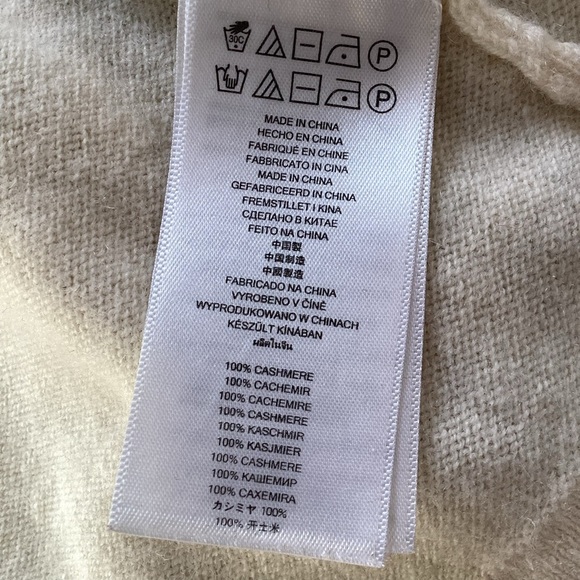 30C
P
P
MADE IN CHINA
HECHO EN CHINA
FABRIQUÉ EN CHINE
FABBRICATO IN CINA
MADE IN CHINA
GEFABRICEERD IN CHINA
FREMSTILLET I KINA
СДЕЛАНО В КИТАЕ
FEITO NA CHINA
中国製
中国制造
中國製造
FABRICADO NA CHINA
VYROBENO V ČÍNĚ
WYPRODUKOWANO W CHINACH
KÉSZÜLT KÍNÁBAN
ผลิตในจีน
100% CASHMERE
100% CACHEMIR
100% CACHEMIRE
100% CASHMERE
100% KASCHMIR
100% KASJMIER
100% CASHMERE
100% КАШЕМИР
100% CAXEMIRA
カシミヤ 100%
100% 开士米